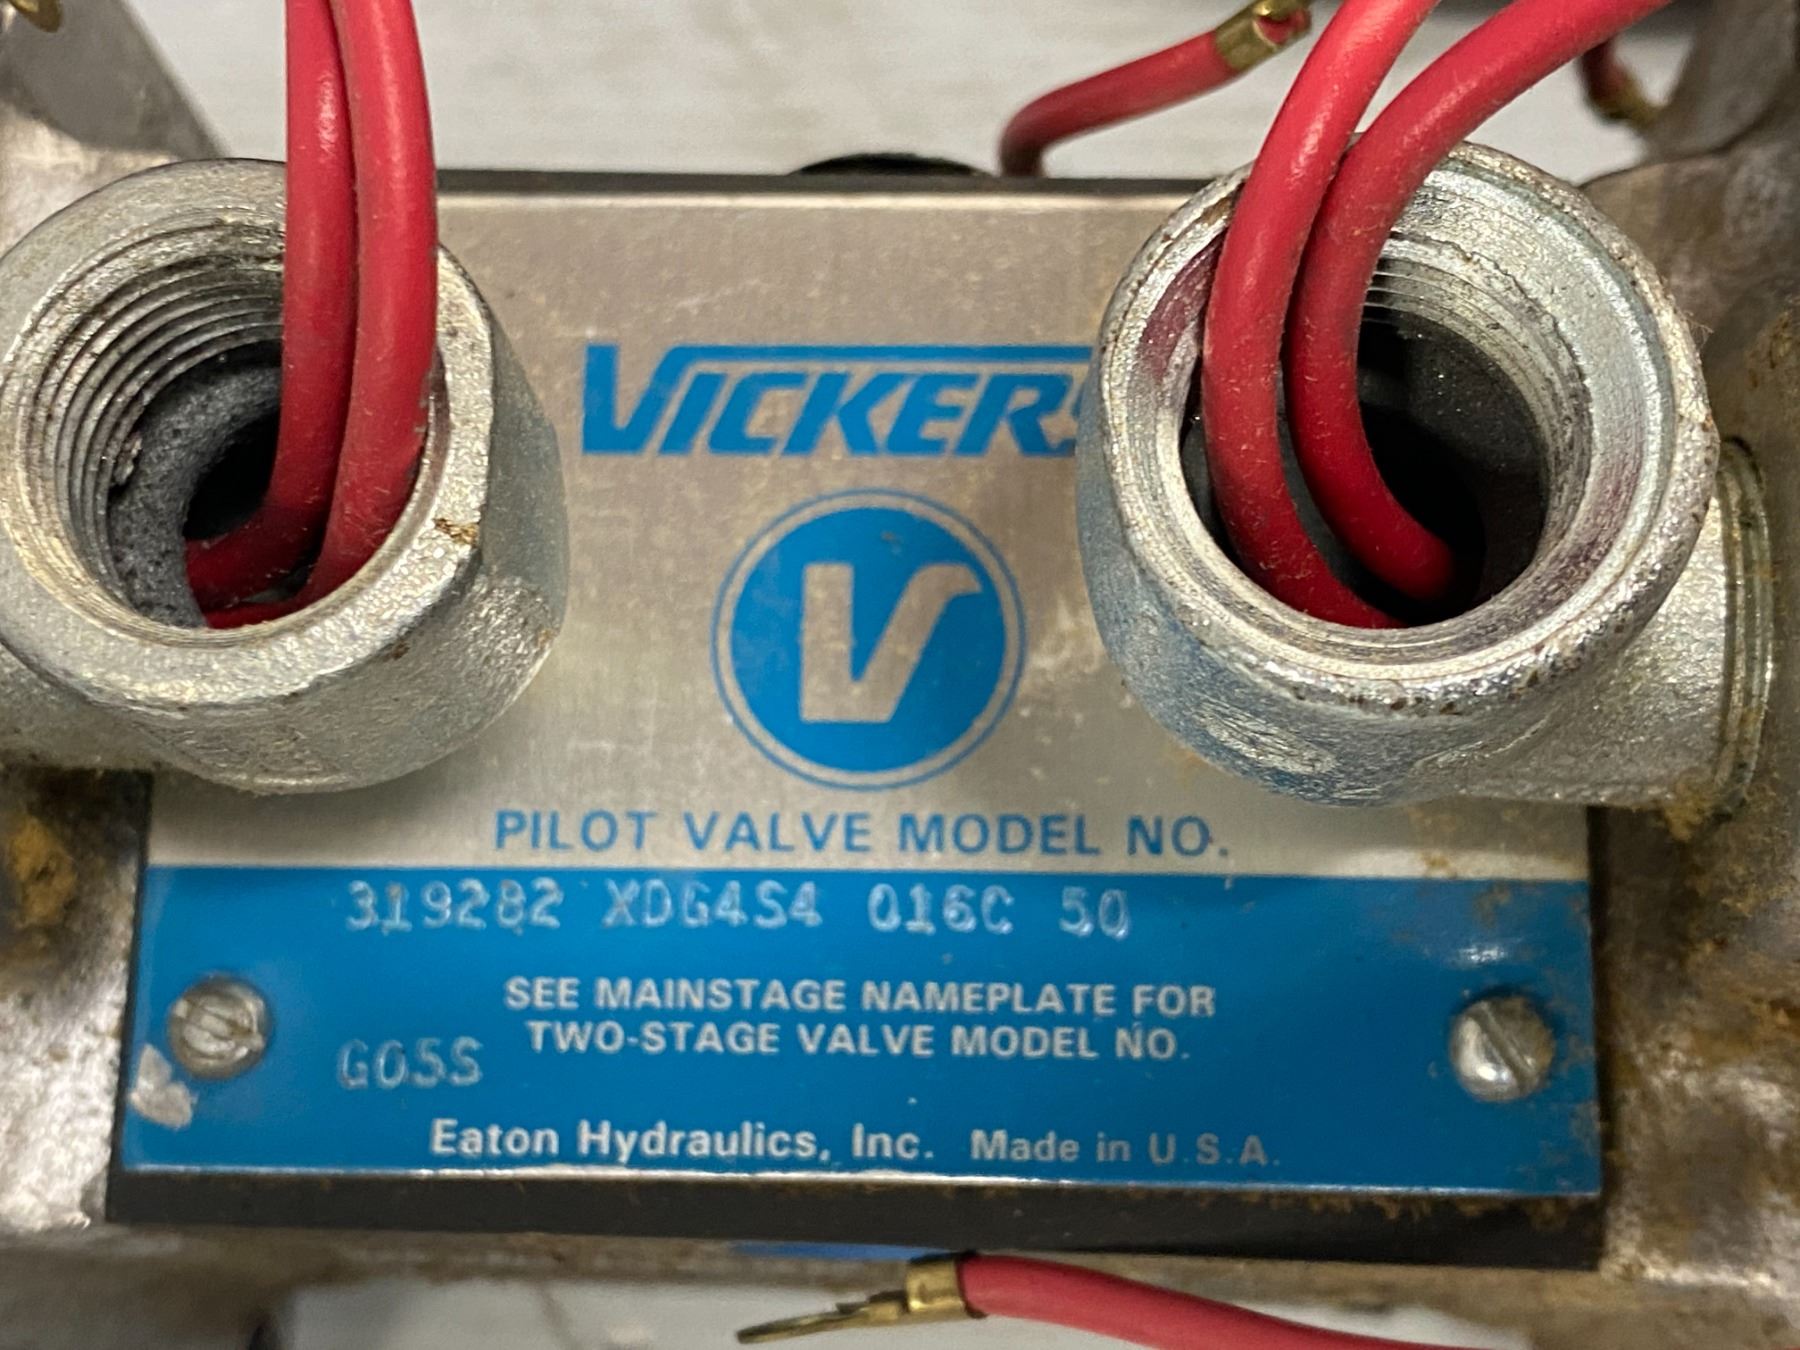 VICKERS
V
PILOT VALVE MODEL NO.
319282 XDG4S4 016C 50
SEE MAINSTAGE NAMEPLATE FOR
TWO-STAGE VALVE MODEL NO.
G05S
Eaton Hydraulics, Inc. Made in U.S.A.